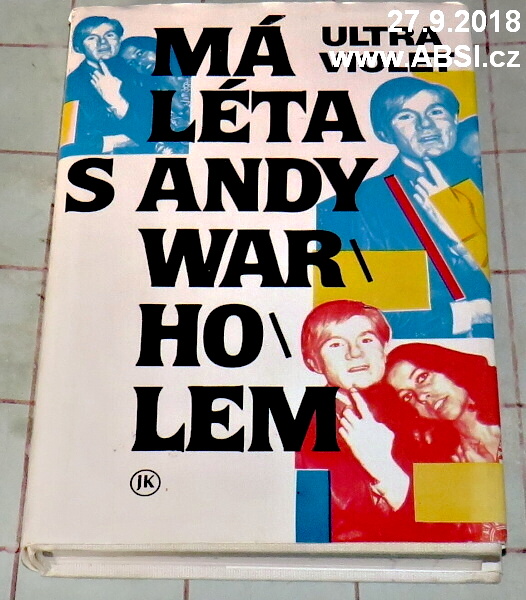 27.9.2018
www.ABSI.cz
ULTRA
VIOLET
MÁ
LÉTA
S ANDY
WAR\
HO\
LEM
JK